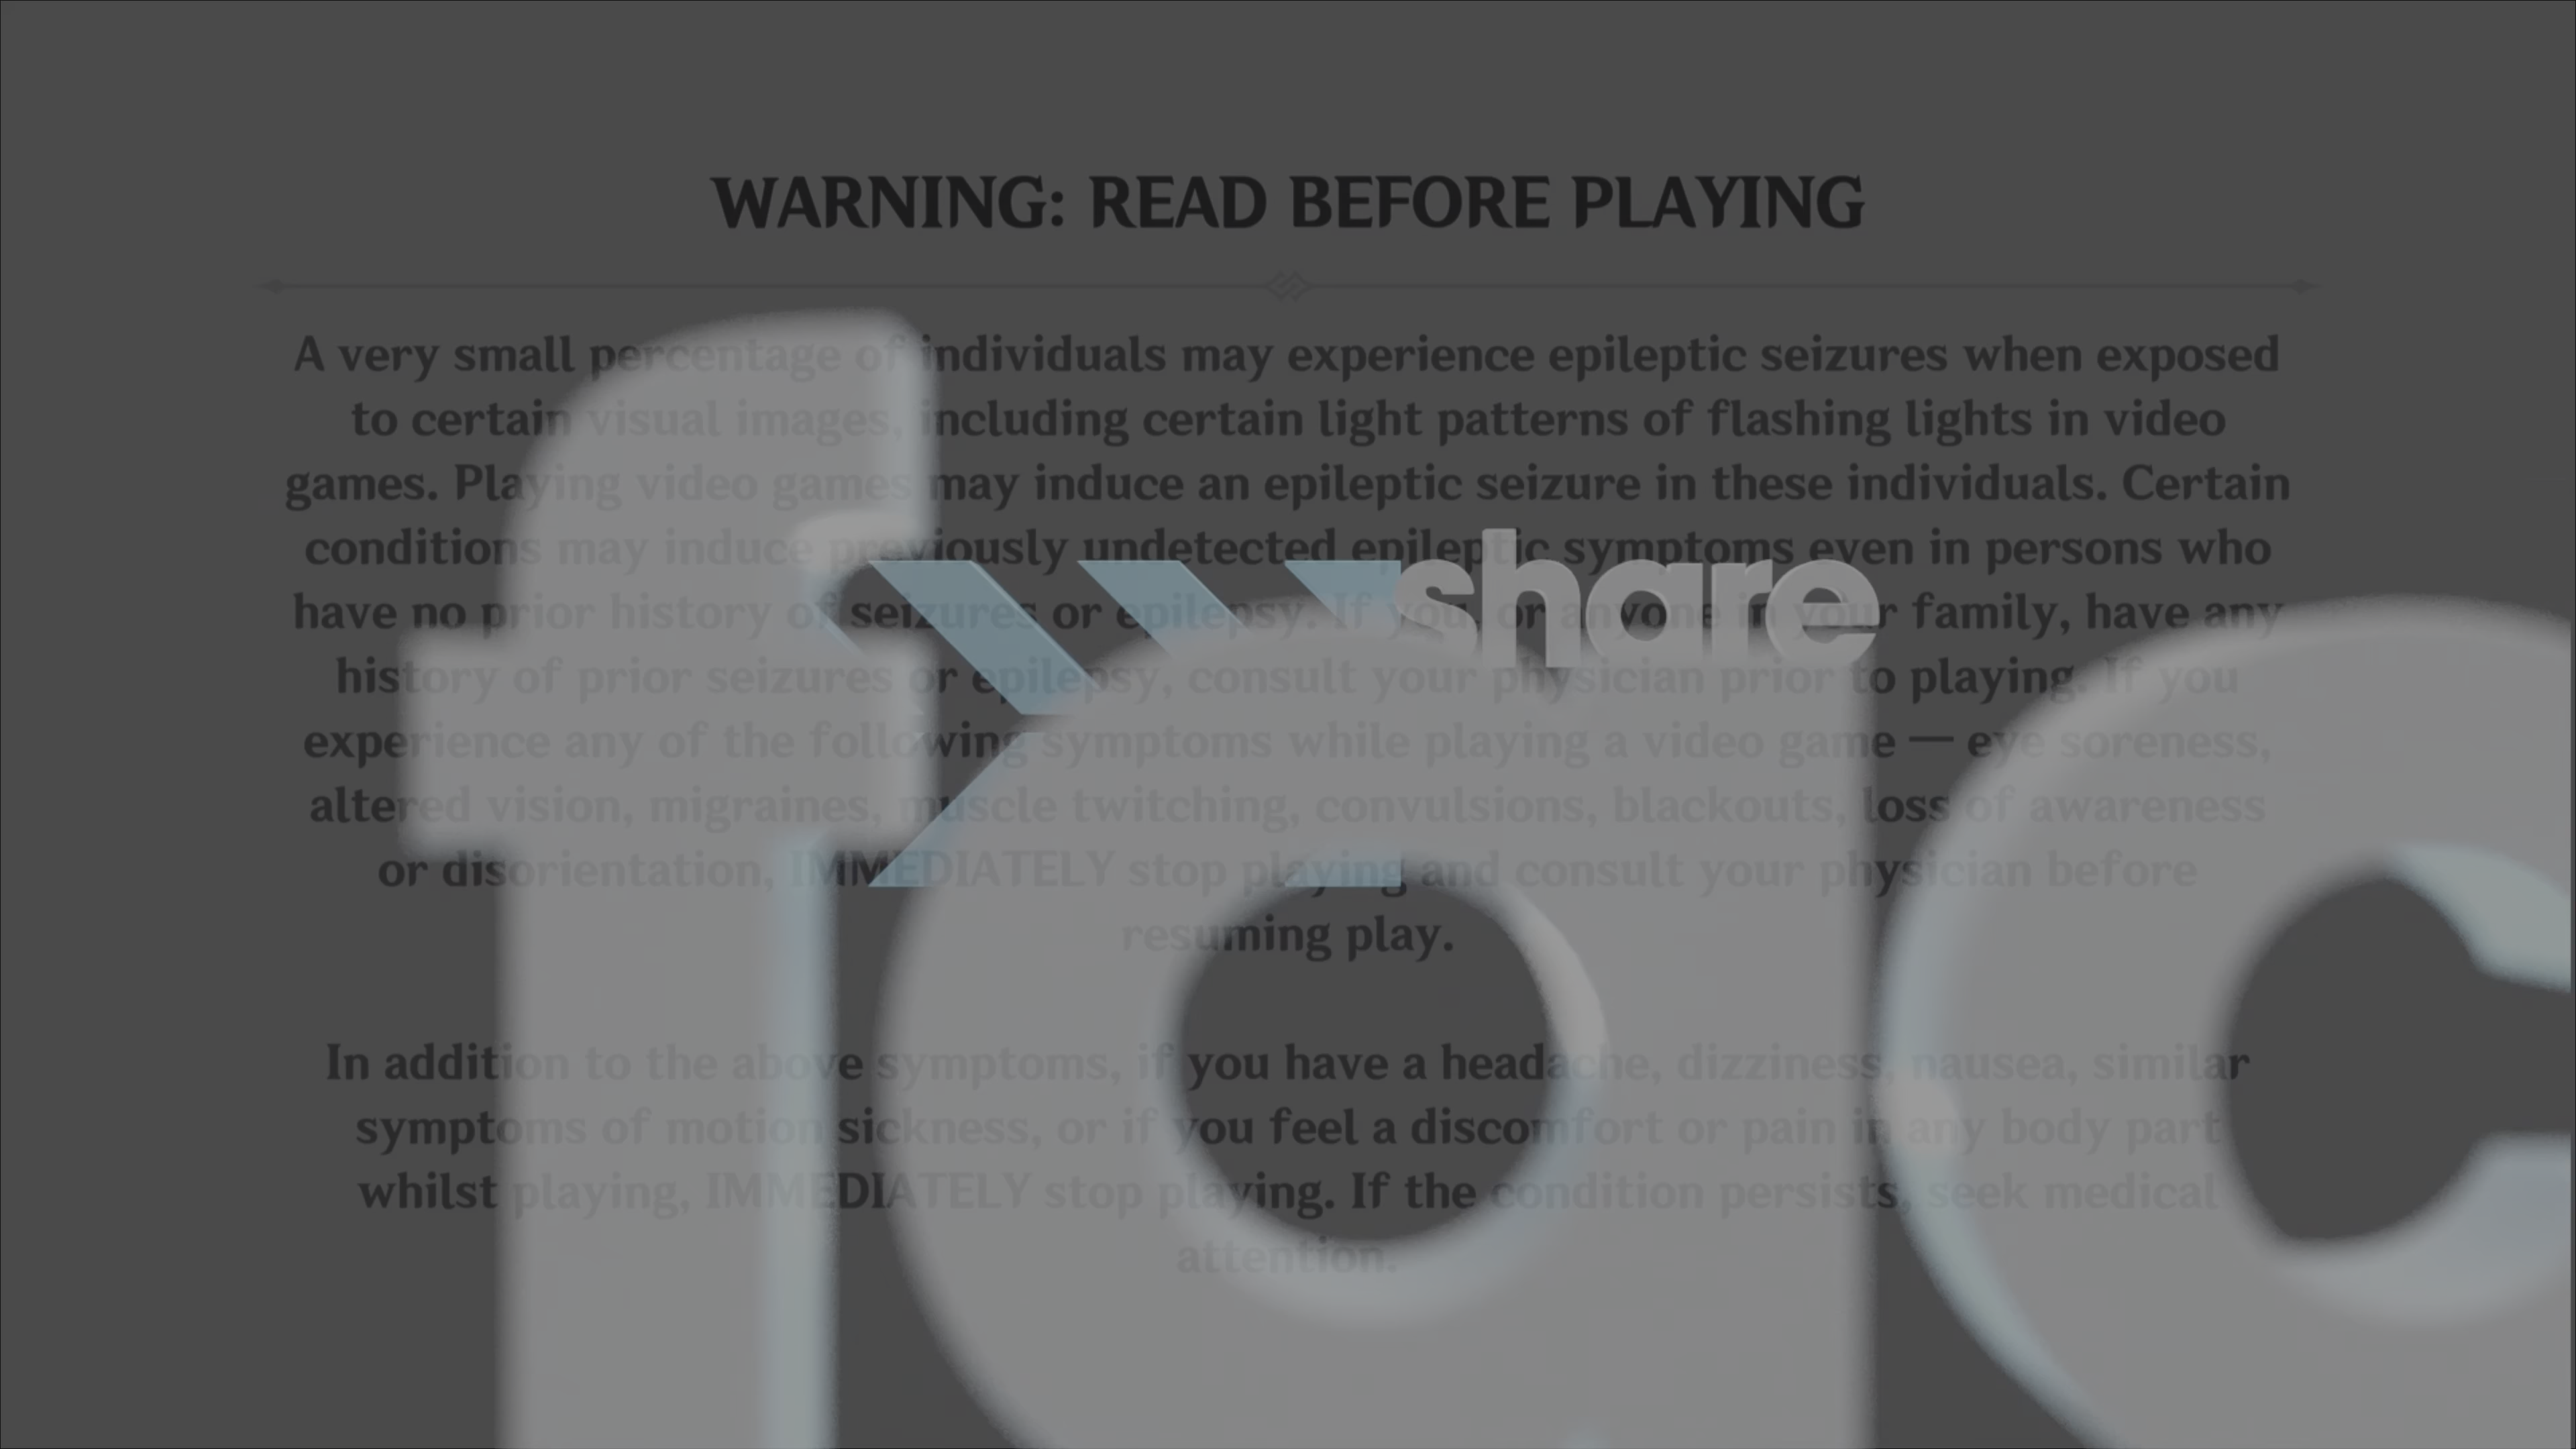 WARNING: READ BEFORE PLAYING
A very small percentage of individuals may experience epileptic seizures when exposed
to certain visual images, including certain light patterns of flashing lights in video
games. Playing video games may induce an epileptic seizure in these individuals. Certain
conditions may induce previously undetected epileptic symptoms even in persons who
share
have no prior history of seizures or epilepsy. If you, or anyone in your family, have any
history of prior seizures or epilepsy, consult your physician prior to playing. If you
experience any of the following symptoms while playing a video game — eye soreness,
altered vision, migraines, muscle twitching, convulsions, blackouts, loss of awareness
or disorientation, IMMEDIATELY stop playing and consult your physician before
resuming play.
fac
In addition to the above symptoms, if you have a headache, dizziness, nausea, similar
symptoms of motion sickness, or if you feel a discomfort or pain in any body part
whilst playing, IMMEDIATELY stop playing. If the condition persists, seek medical
attention.